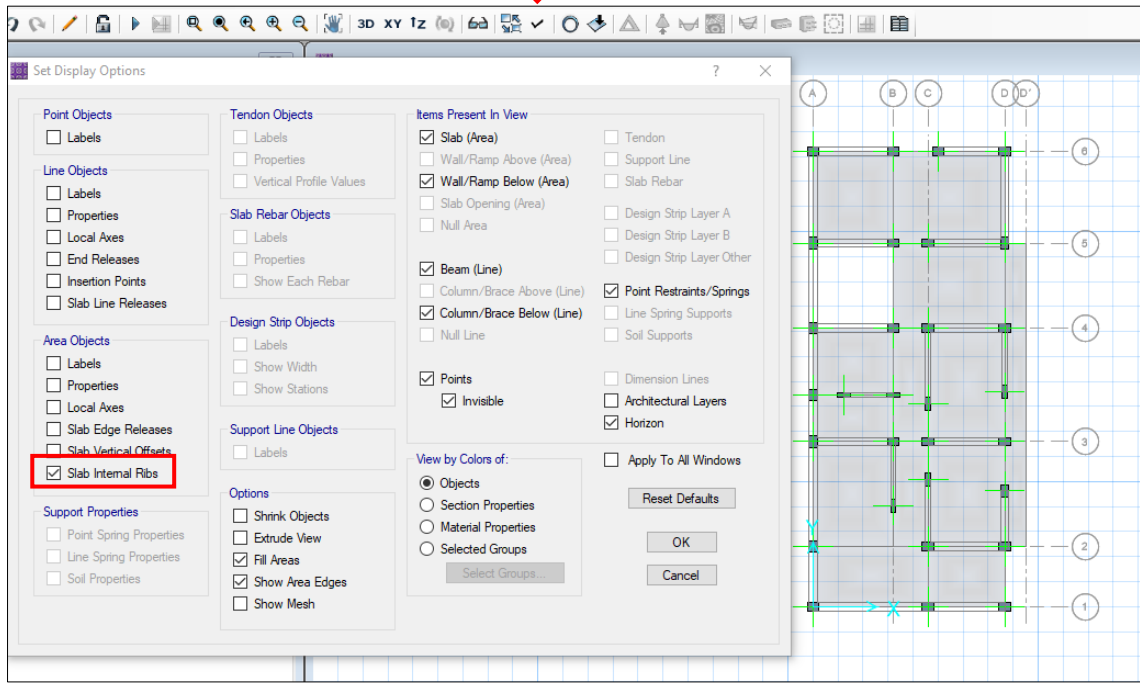 3D XY ↑z
Set Display Options
?
Point Objects
Labels
Line Objects
Labels
Properties
Local Axes
End Releases
Insertion Points
Slab Line Releases
Area Objects
Labels
Properties
Local Axes
Slab Edge Releases
Slab Vertical Offsets
Slab Internal Ribs
Support Properties
Point Spring Properties
Line Spring Properties
Soil Properties
Tendon Objects
Labels
Properties
Vertical Profile Values
Slab Rebar Objects
Labels
Properties
Show Each Rebar
Design Strip Objects
Labels
Show Width
Show Stations
Support Line Objects
Labels
Options
Shrink Objects
Extrude View
Fill Areas
Show Area Edges
Show Mesh
Items Present In View
Slab (Area)
Wall/Ramp Above (Area)
Wall/Ramp Below (Area)
Slab Opening (Area)
Null Area
Beam (Line)
Column/Brace Above (Line)
Column/Brace Below (Line)
Null Line
Points
Invisible
Tendon
Support Line
Slab Rebar
Design Strip Layer A
Design Strip Layer B
Design Strip Layer Other
Point Restraints/Springs
Line Spring Supports
Soil Supports
Dimension Lines
Architectural Layers
Horizon
View by Colors of:
Objects
Section Properties
Material Properties
Selected Groups
Select Groups...
Apply To All Windows
Reset Defaults
OK
Cancel
A B C D D'
6
5
4
3
2
1
Y
X